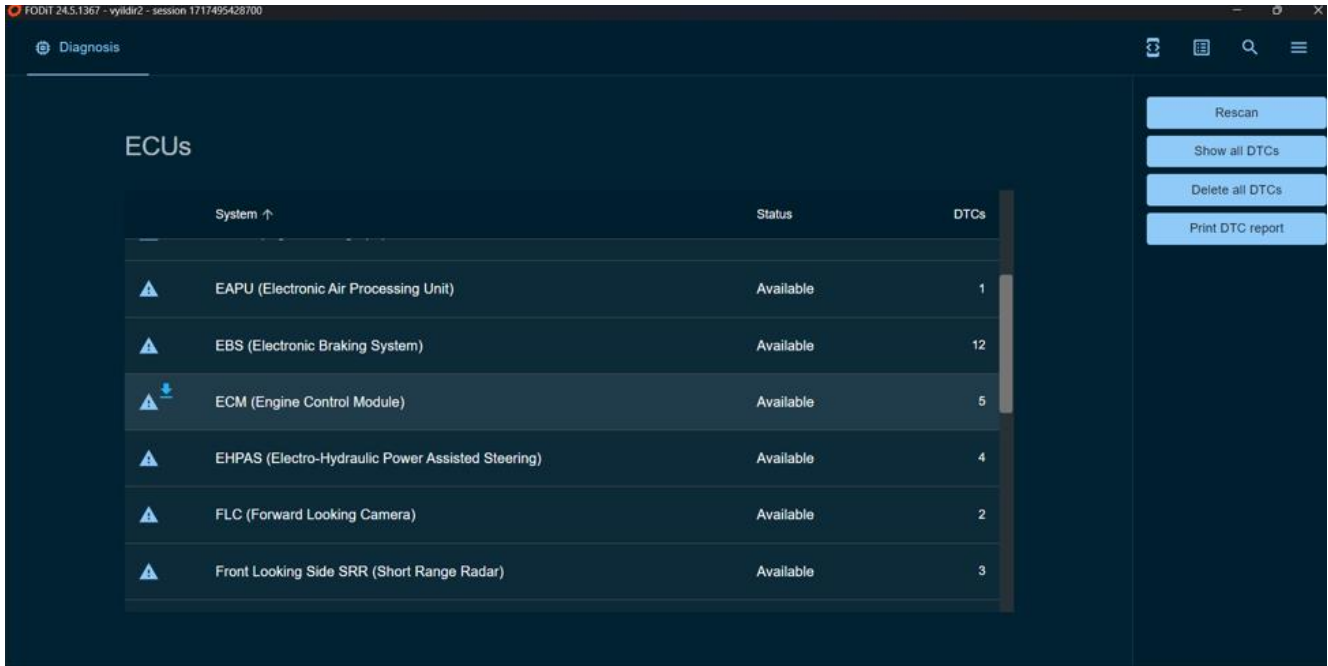 FODiT 24.5.1367 - vyildir2 - session 1717495428700
Diagnosis
Rescan
Show all DTCs
Delete all DTCs
Print DTC report
ECUs
System ↑ Status DTCs
EAPU (Electronic Air Processing Unit) Available 1
EBS (Electronic Braking System) Available 12
ECM (Engine Control Module) Available 5
EHPAS (Electro-Hydraulic Power Assisted Steering) Available 4
FLC (Forward Looking Camera) Available 2
Front Looking Side SRR (Short Range Radar) Available 3